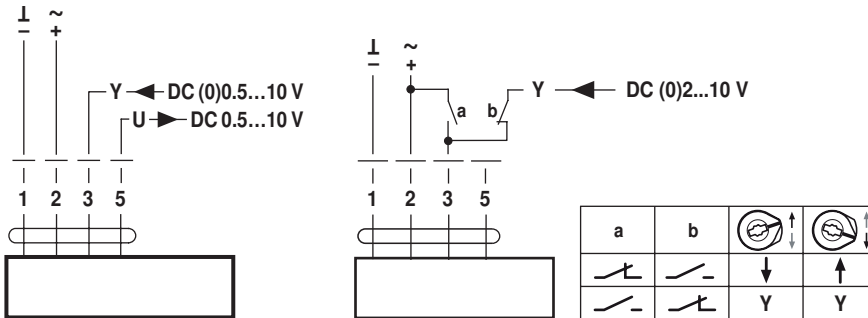 ⊥ ~
− +
Y DC (0)0.5…10 V
U DC 0.5…10 V
1 2 3 5
⊥ ~
− +
a b Y DC (0)2...10 V
1 2 3 5
a b
Y Y